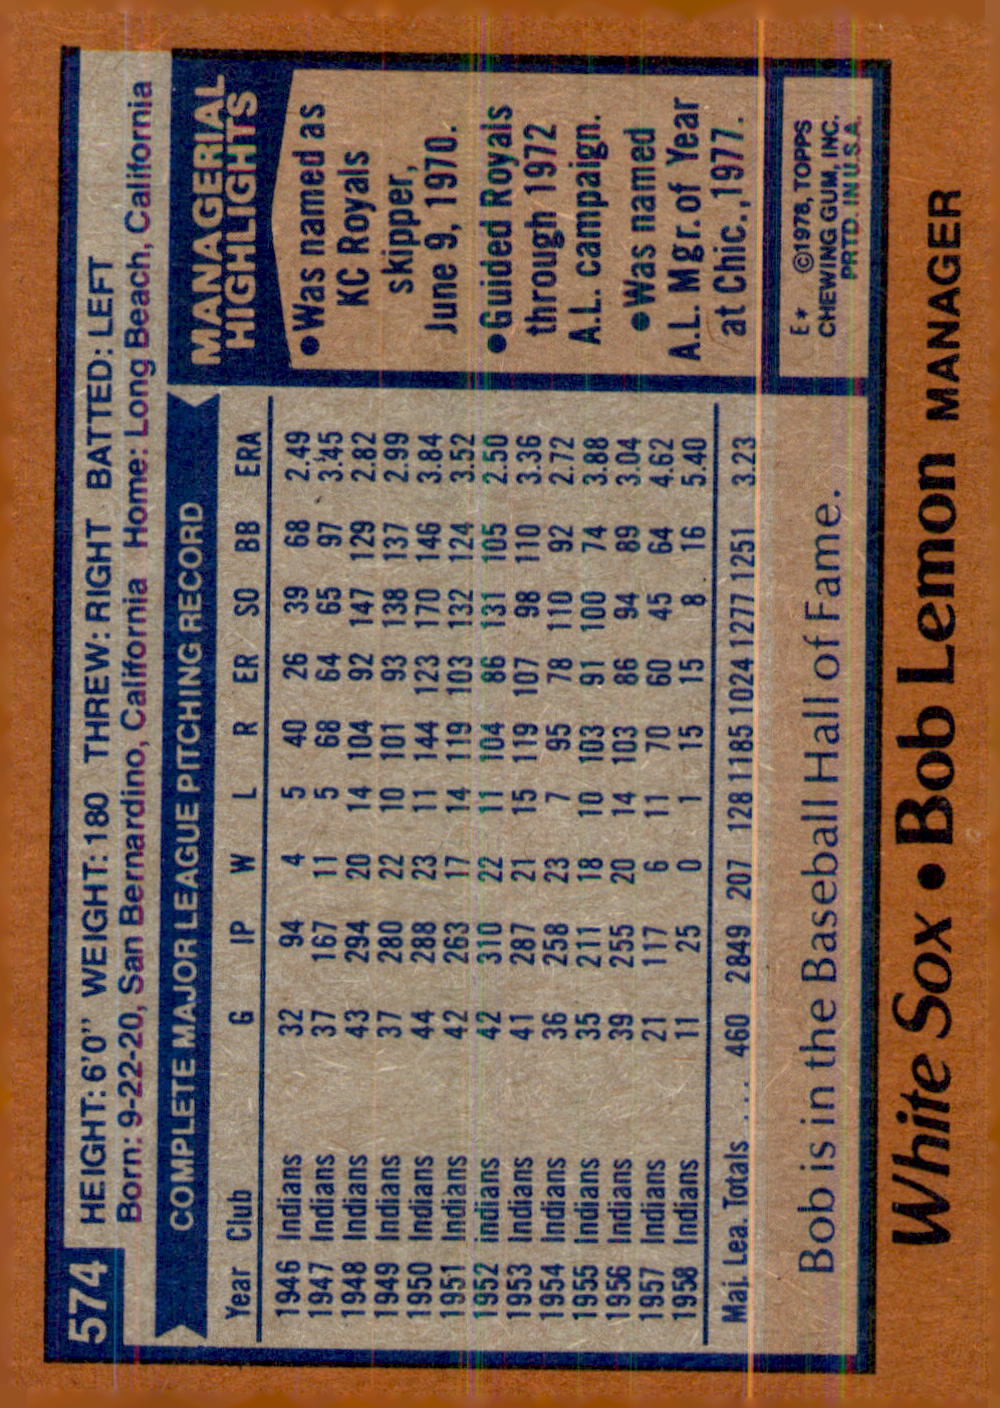 574
HEIGHT: 6'0" WEIGHT: 180 THREW: RIGHT BATTED: LEFT
Born: 9-22-20, San Bernardino, California Home: Long Beach, California
COMPLETE MAJOR LEAGUE PITCHING RECORD
Year Club G IP W L R ER SO BB ERA
1946 Indians 32 94 4 5 40 26 39 68 2.49
1947 Indians 37 167 11 5 68 64 65 97 3.45
1948 Indians 43 294 20 14 104 92 147 129 2.82
1949 Indians 37 280 22 10 101 93 138 137 2.99
1950 Indians 44 288 23 11 144 123 170 146 3.84
1951 Indians 42 263 17 14 119 103 132 124 3.52
1952 Indians 42 310 22 11 104 86 131 105 2.50
1953 Indians 41 287 21 15 119 107 98 110 3.36
1954 Indians 36 258 23 7 95 78 110 92 2.72
1955 Indians 35 211 18 10 103 91 100 74 3.88
1956 Indians 39 255 20 14 103 86 94 89 3.04
1957 Indians 21 117 6 11 70 60 45 64 4.62
1958 Indians 11 25 0 1 15 15 8 16 5.40
Maj. Lea. Totals .... 460 2849 207 128 1185 1024 1277 1251 3.23
Bob is in the Baseball Hall of Fame.
MANAGERIAL
HIGHLIGHTS
●Was named as
KC Royals
skipper,
June 9, 1970.
●Guided Royals
through 1972
A.L. campaign.
●Was named
A.L. Mgr. of Year
at Chic., 1977.
E* ©1978, TOPPS
CHEWING GUM, INC.
PRTD. IN U.S.A.
White Sox • Bob Lemon MANAGER